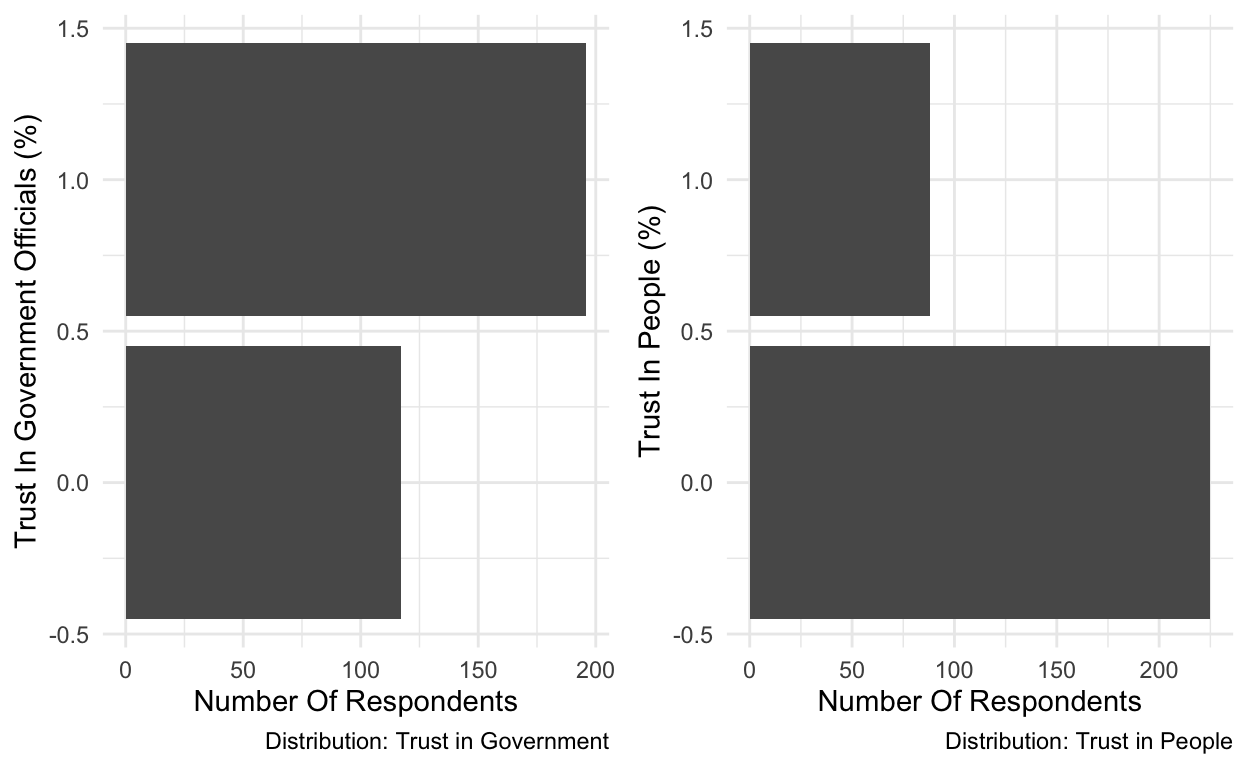 Trust In Government Officials (%)
1.5
1.0
0.5
0.0
-0.5
0 50 100 150 200
Number Of Respondents
Distribution: Trust in Government
Trust In People (%)
1.5
1.0
0.5
0.0
-0.5
0 50 100 150 200
Number Of Respondents
Distribution: Trust in People